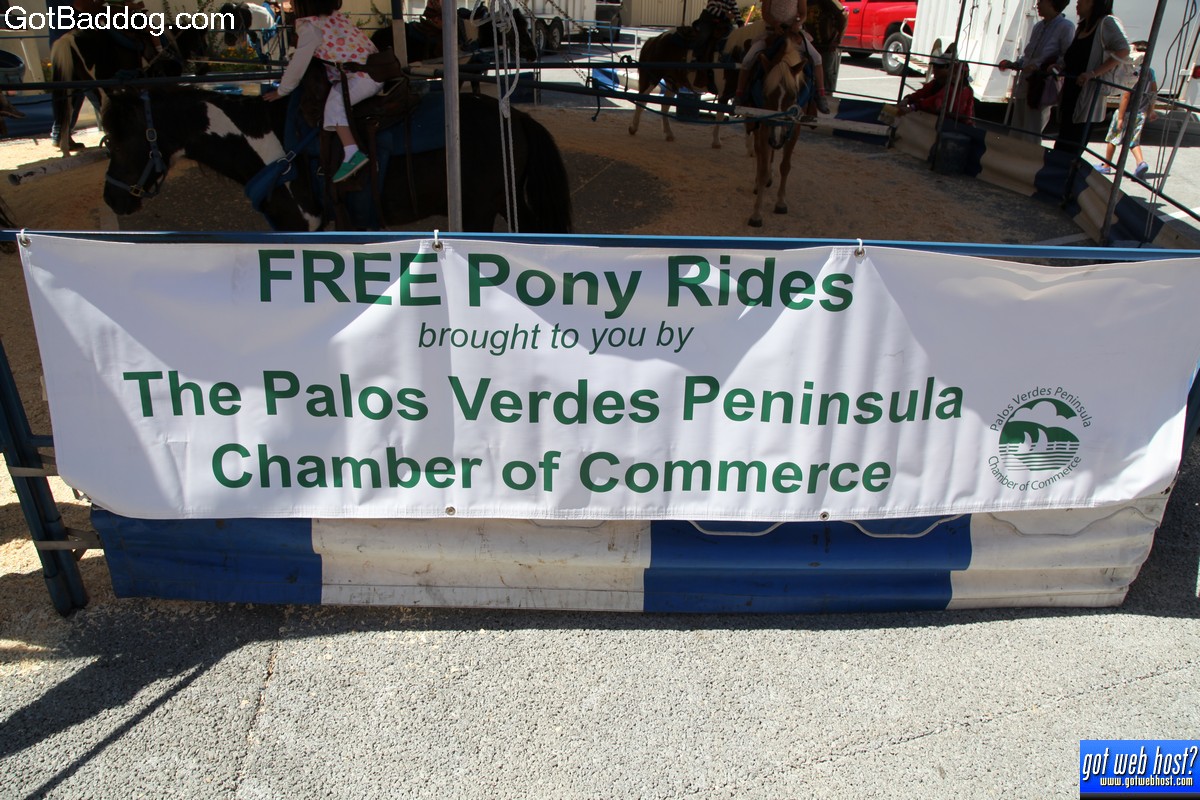 GotBaddog.com
FREE Pony Rides
brought to you by
The Palos Verdes Peninsula
Chamber of Commerce
Palos Verdes Peninsula
Chamber of Commerce
got web host?
www.gotwebhost.com